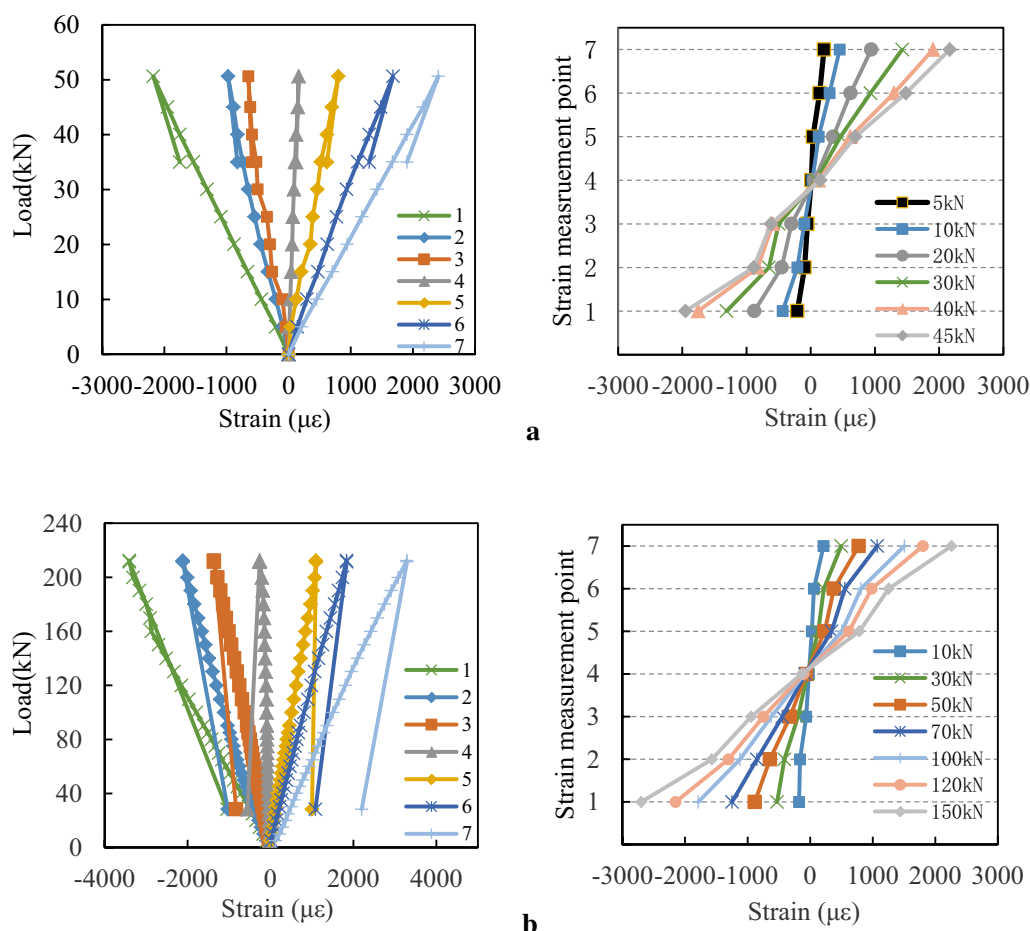 60
50
40
30
20
10
0
Load(kN)
-3000 -2000 -1000 0 1000 2000 3000
Strain (με)
1
2
3
4
5
6
7
7
6
5
4
3
2
1
Strain measruement point
-3000 -2000 -1000 0 1000 2000 3000
Strain (με)
5kN
10kN
20kN
30kN
40kN
45kN
a
240
200
160
120
80
40
0
Load(kN)
-4000 -2000 0 2000 4000
Strain (με)
1
2
3
4
5
6
7
7
6
5
4
3
2
1
Strain measurement point
-3000 -2000 -1000 0 1000 2000 3000
Strain (με)
10kN
30kN
50kN
70kN
100kN
120kN
150kN
b